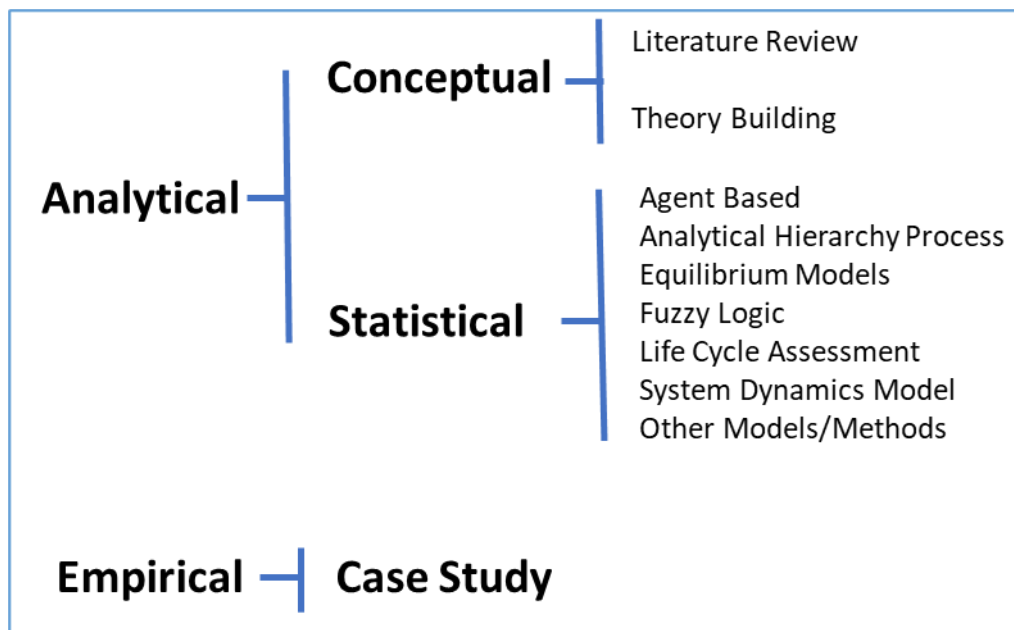 Conceptual
Literature Review
Theory Building
Analytical
Statistical
Agent Based
Analytical Hierarchy Process
Equilibrium Models
Fuzzy Logic
Life Cycle Assessment
System Dynamics Model
Other Models/Methods
Empirical
Case Study